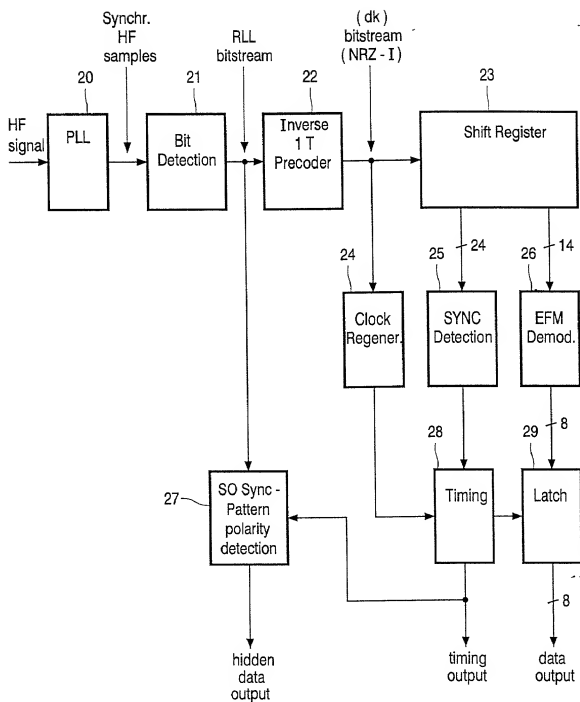 Synchr.
HF
samples
RLL
bitstream
(dk)
bitstream
(NRZ-I)
20
21
22
23
HF
signal
PLL
Bit
Detection
Inverse
1 T
Precoder
Shift Register
24
14
24
25
26
Clock
Regener.
SYNC
Detection
EFM
Demod.
8
28
29
27
SO Sync -
Pattern
polarity
detection
Timing
Latch
8
hidden
data
output
timing
output
data
output